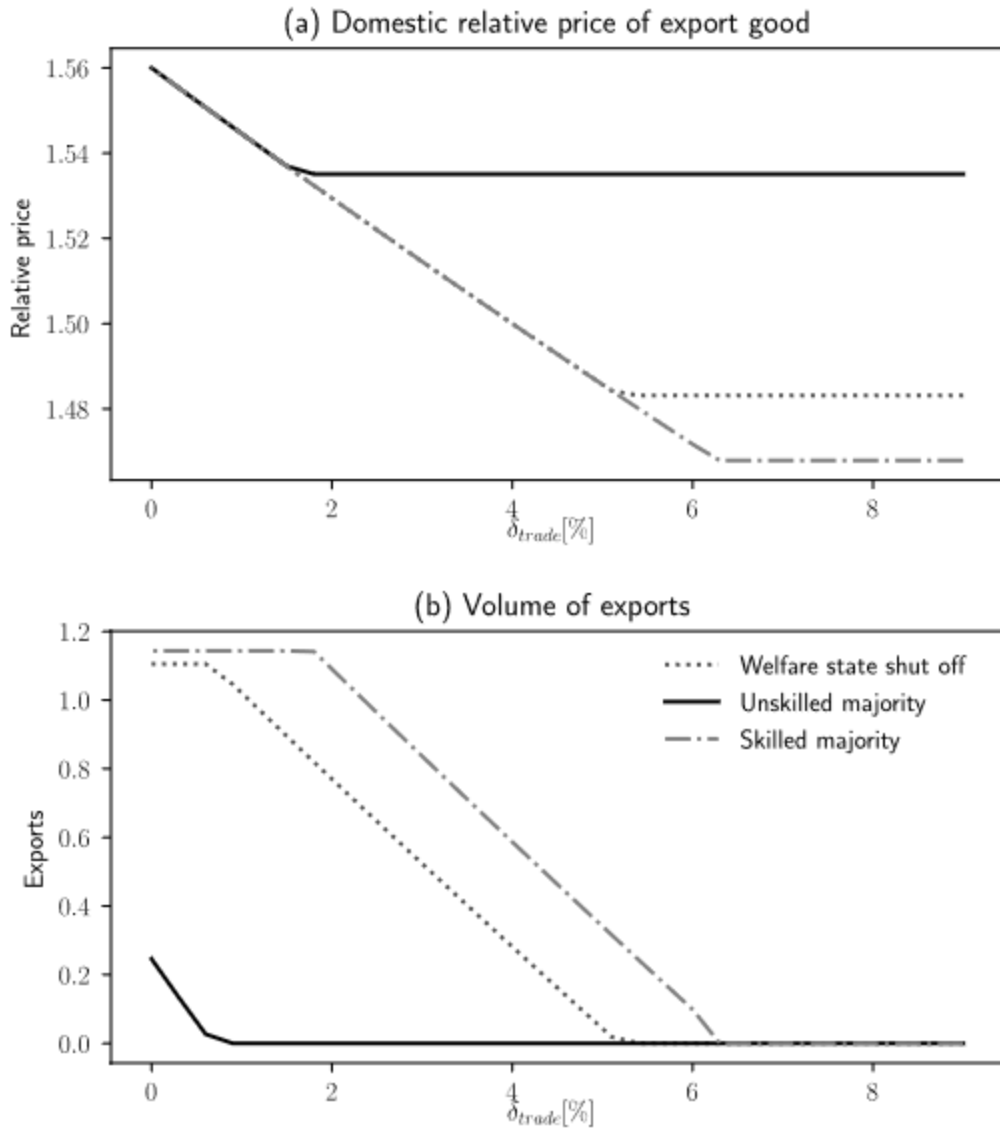 (a) Domestic relative price of export good
1.56
1.54
1.52
1.50
1.48
Relative price
0 2 4 6 8
δtrade[%]
(b) Volume of exports
1.2
1.0
0.8
0.6
0.4
0.2
0.0
Exports
Welfare state shut off
Unskilled majority
Skilled majority
0 2 4 6 8
δtrade[%]